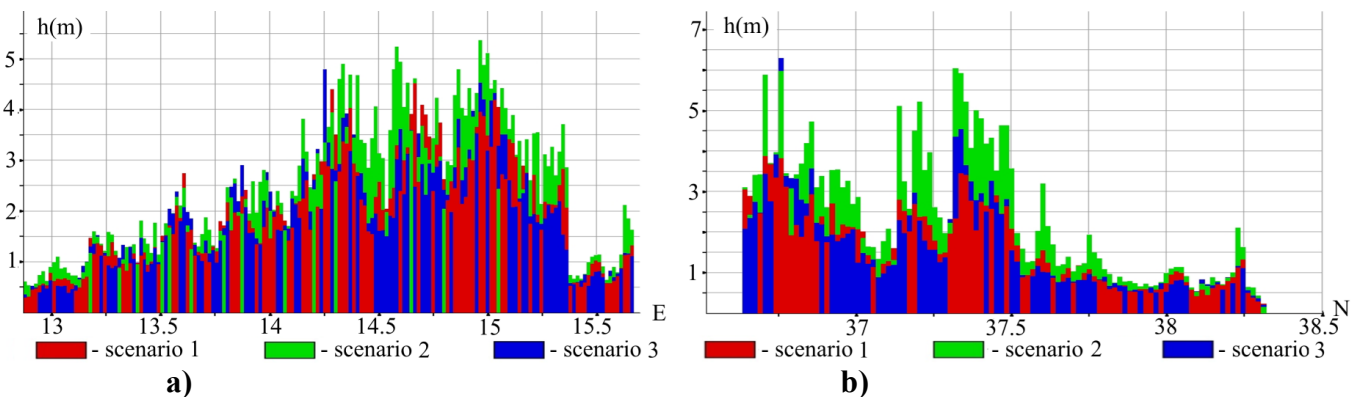 h(m)
5
4
3
2
1
13 13.5 14 14.5 15 15.5 E
- scenario 1 - scenario 2 - scenario 3
a)
h(m)
7
5
3
1
37 37.5 38 38.5 N
- scenario 1 - scenario 2 - scenario 3
b)